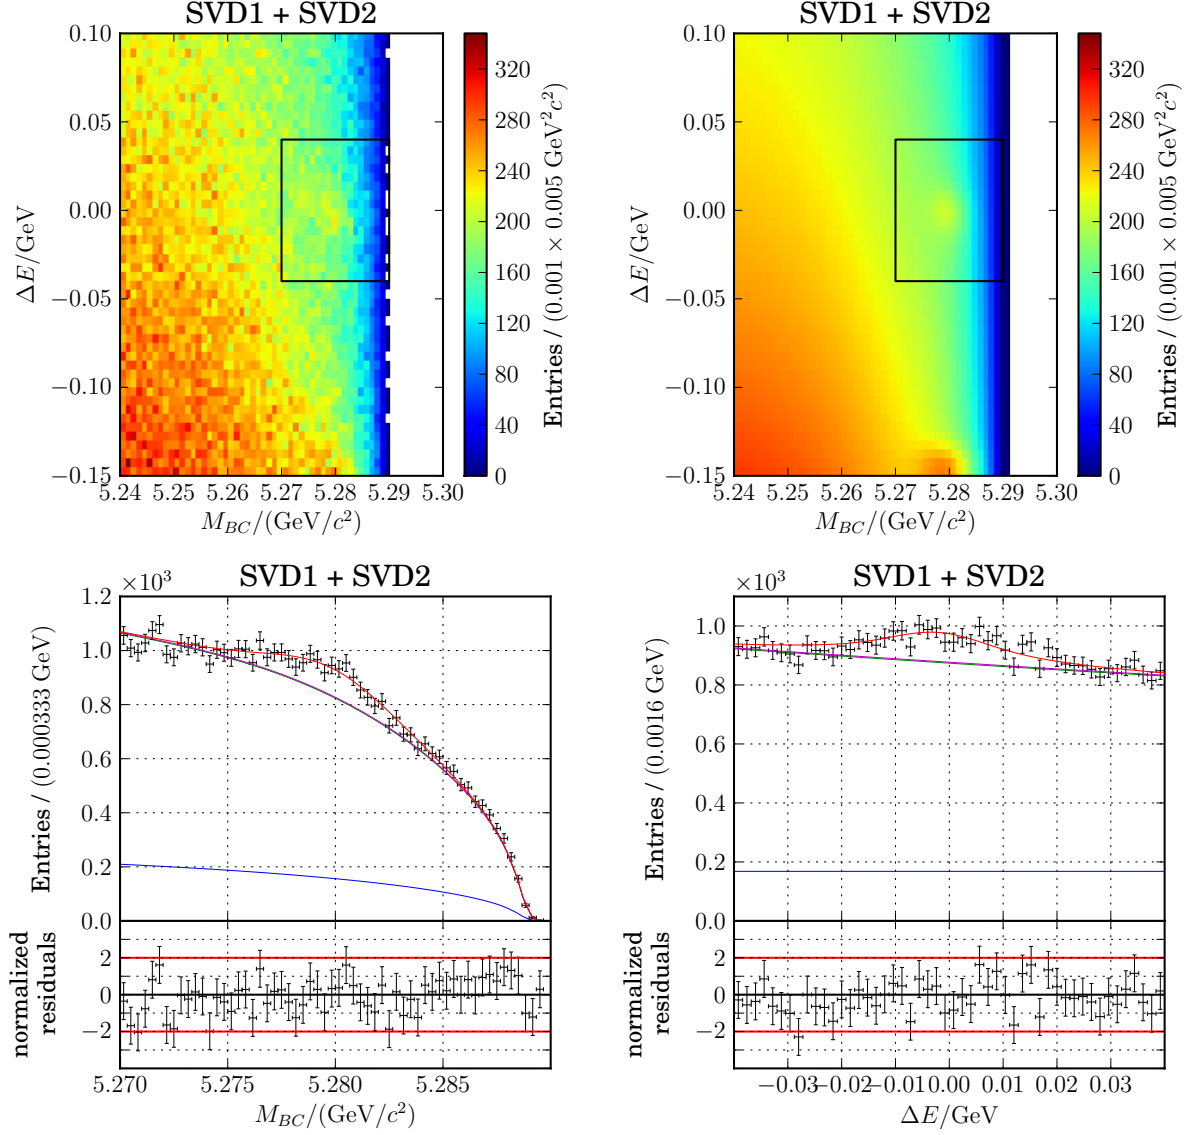 SVD1 + SVD2
0.10
0.05
0.00
−0.05
−0.10
−0.15
ΔE/GeV
5.24 5.25 5.26 5.27 5.28 5.29 5.30
M_{BC}/(GeV/c²)
320
280
240
200
160
120
80
40
0
Entries / (0.001 × 0.005 GeV²c²)
SVD1 + SVD2
0.10
0.05
0.00
−0.05
−0.10
−0.15
ΔE/GeV
5.24 5.25 5.26 5.27 5.28 5.29 5.30
M_{BC}/(GeV/c²)
320
280
240
200
160
120
80
40
0
Entries / (0.001 × 0.005 GeV²c²)
SVD1 + SVD2
×10³
1.2
1.0
0.8
0.6
0.4
0.2
0.0
Entries / (0.000333 GeV)
2
0
−2
normalized
residuals
5.270 5.275 5.280 5.285
M_{BC}/(GeV/c²)
SVD1 + SVD2
×10³
1.0
0.8
0.6
0.4
0.2
0.0
Entries / (0.0016 GeV)
2
0
−2
normalized
residuals
−0.03 −0.02 −0.01 0.00 0.01 0.02 0.03
ΔE/GeV